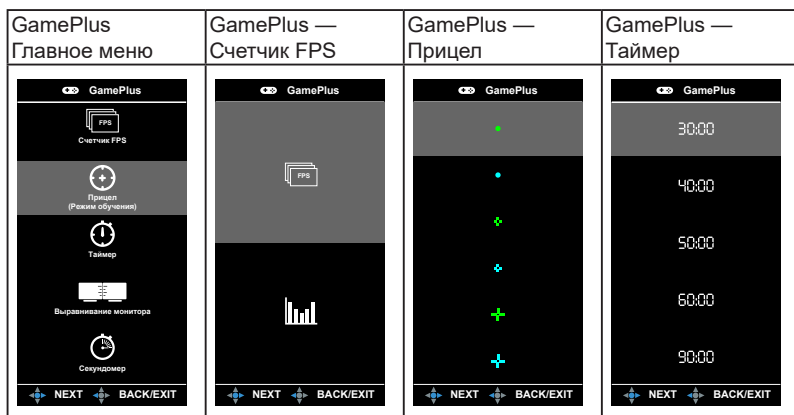 GamePlus
Главное меню
GamePlus —
Счетчик FPS
GamePlus —
Прицел
GamePlus —
Таймер
GamePlus
FPS
Счетчик FPS
Прицел
(Режим обучения)
Таймер
Выравнивание монитора
Секундомер
NEXT BACK/EXIT
GamePlus
FPS
NEXT BACK/EXIT
GamePlus
NEXT BACK/EXIT
GamePlus
30:00
40:00
50:00
60:00
90:00
NEXT BACK/EXIT